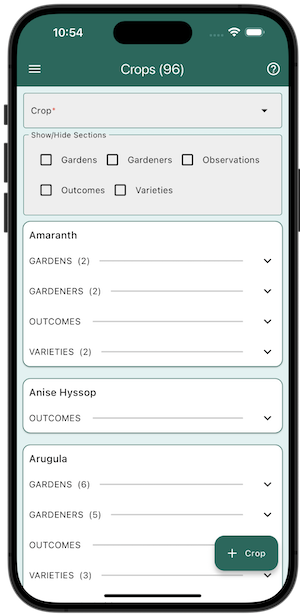 10:54
Crops (96)
Crop*
Show/Hide Sections
Gardens Gardeners Observations
Outcomes Varieties
Amaranth
GARDENS (2)
GARDENERS (2)
OUTCOMES
VARIETIES (2)
Anise Hyssop
OUTCOMES
Arugula
GARDENS (6)
GARDENERS (5)
OUTCOMES
+ Crop
VARIETIES (3)